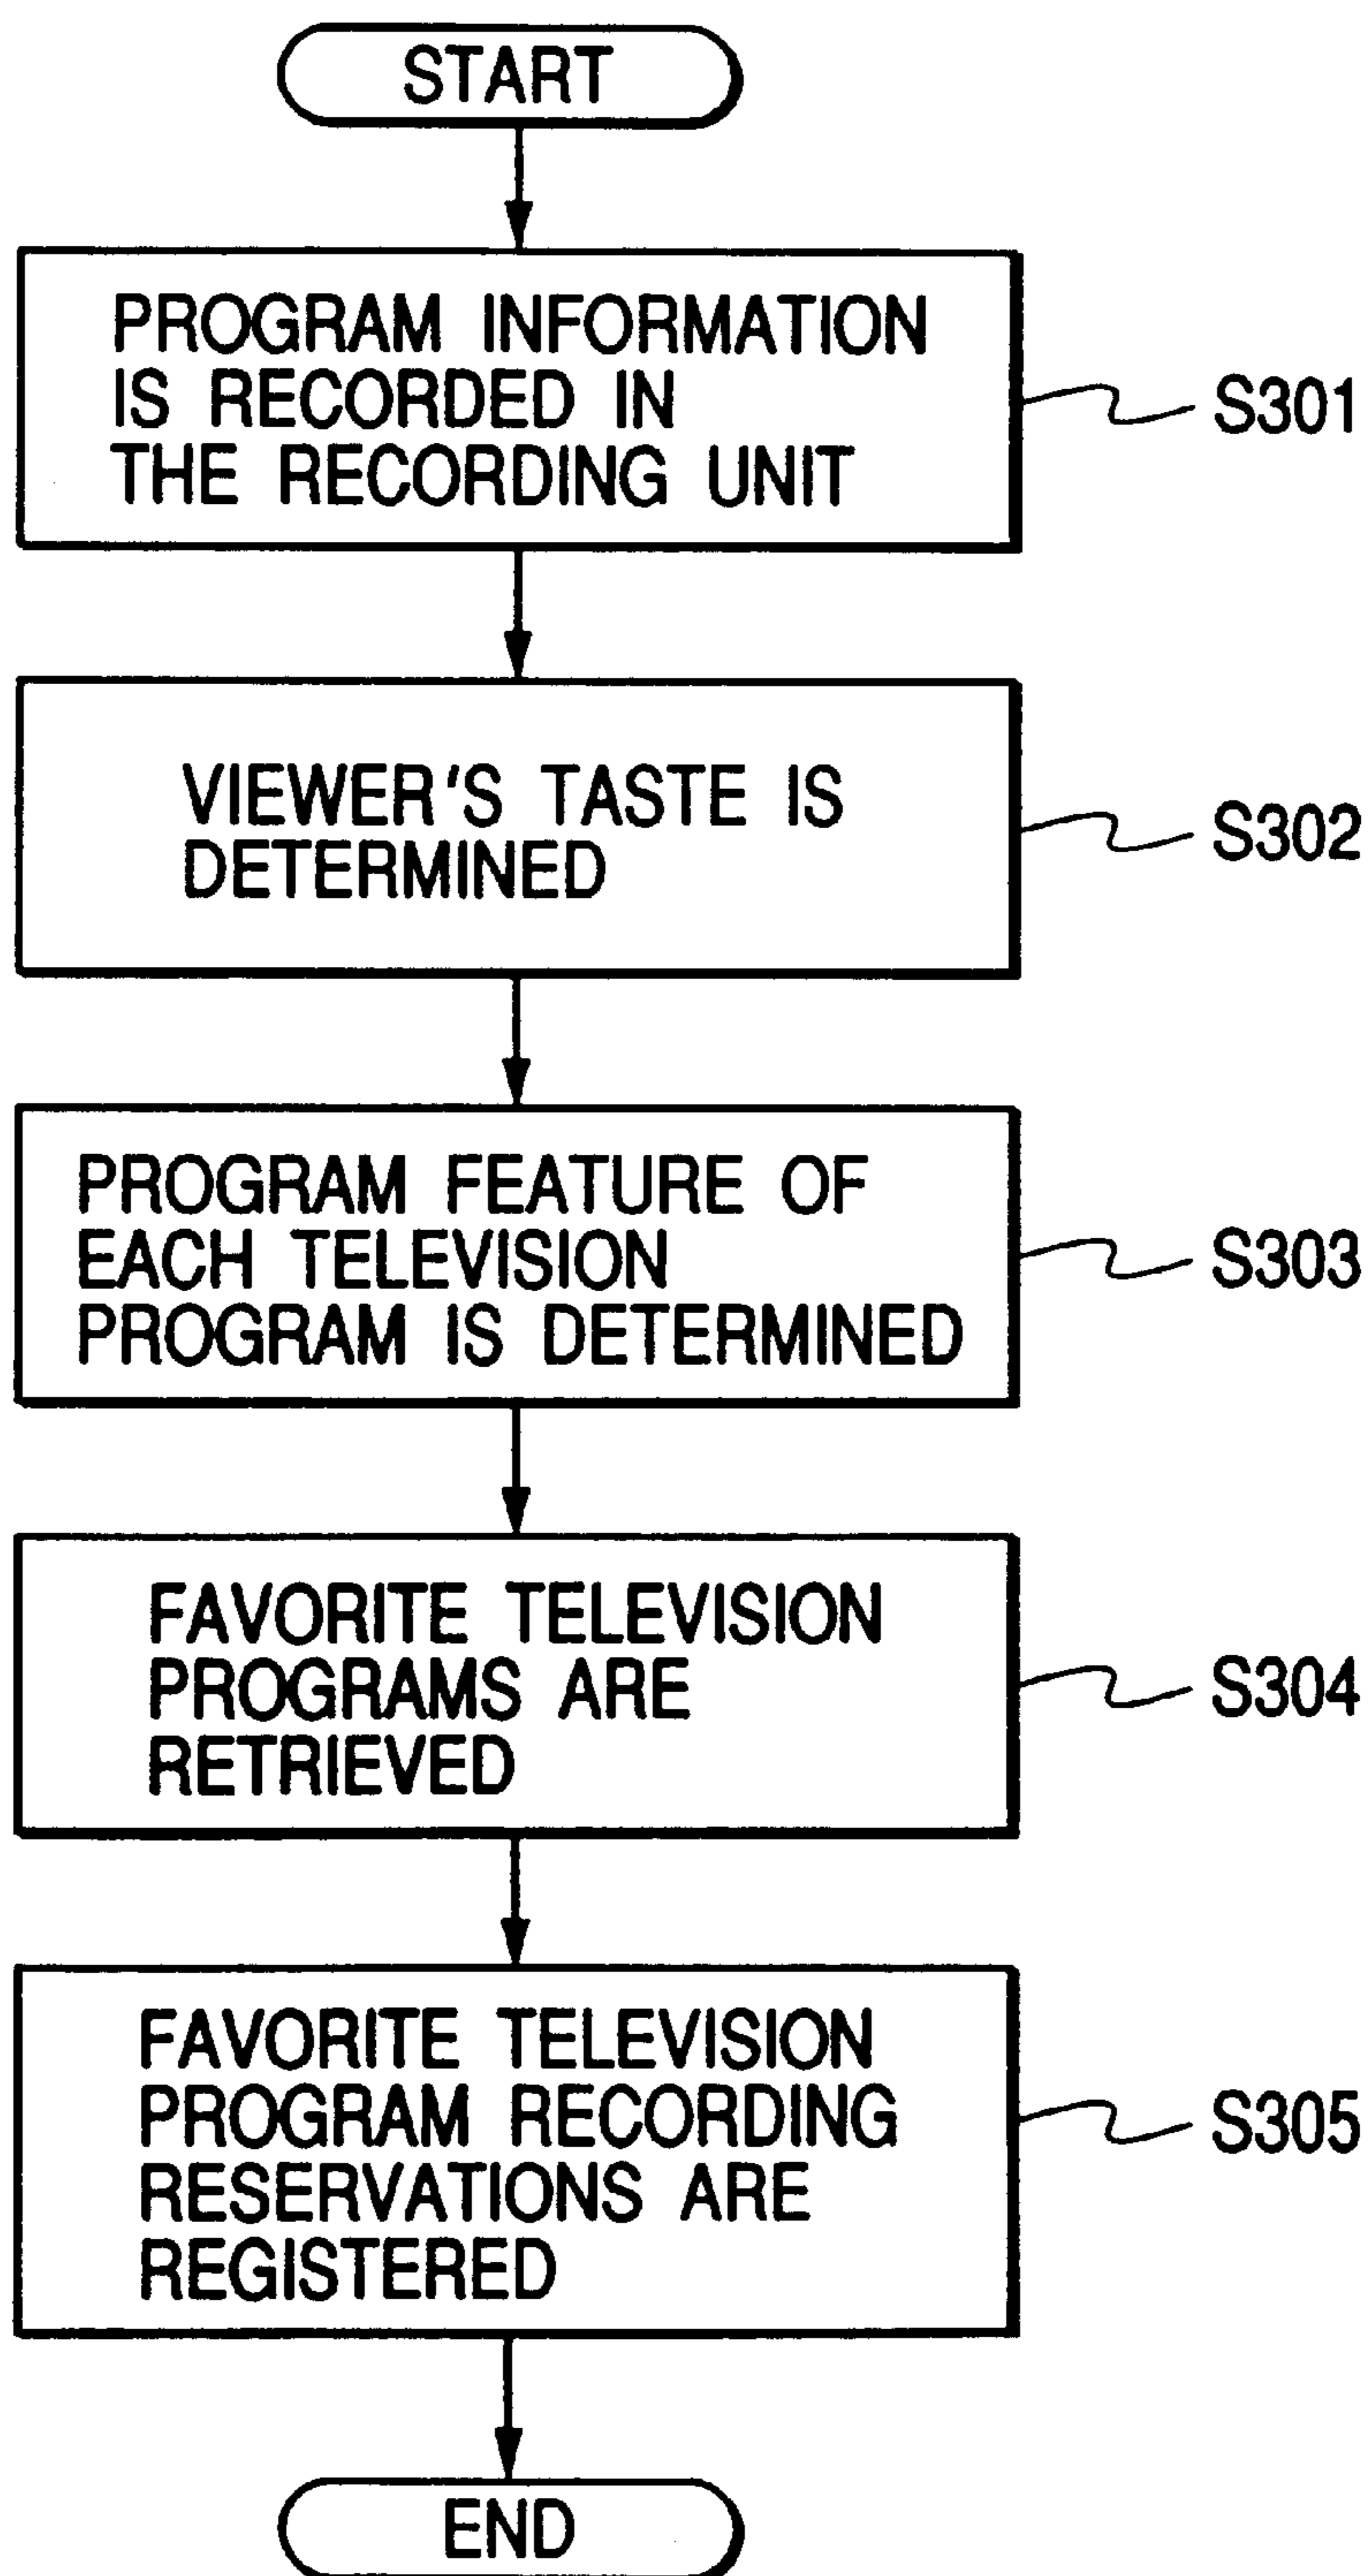 START
PROGRAM INFORMATION
IS RECORDED IN
THE RECORDING UNIT
S301
VIEWER'S TASTE IS
DETERMINED
S302
PROGRAM FEATURE OF
EACH TELEVISION
PROGRAM IS DETERMINED
S303
FAVORITE TELEVISION
PROGRAMS ARE
RETRIEVED
S304
FAVORITE TELEVISION
PROGRAM RECORDING
RESERVATIONS ARE
REGISTERED
S305
END